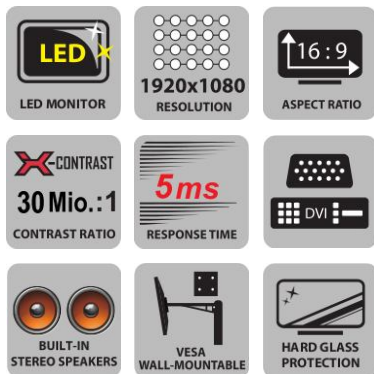 LED
LED MONITOR
1920x1080
RESOLUTION
16:9
ASPECT RATIO
X-CONTRAST
30 Mio.:1
CONTRAST RATIO
5ms
RESPONSE TIME
DVI
BUILT-IN
STEREO SPEAKERS
VESA
WALL-MOUNTABLE
HARD GLASS
PROTECTION